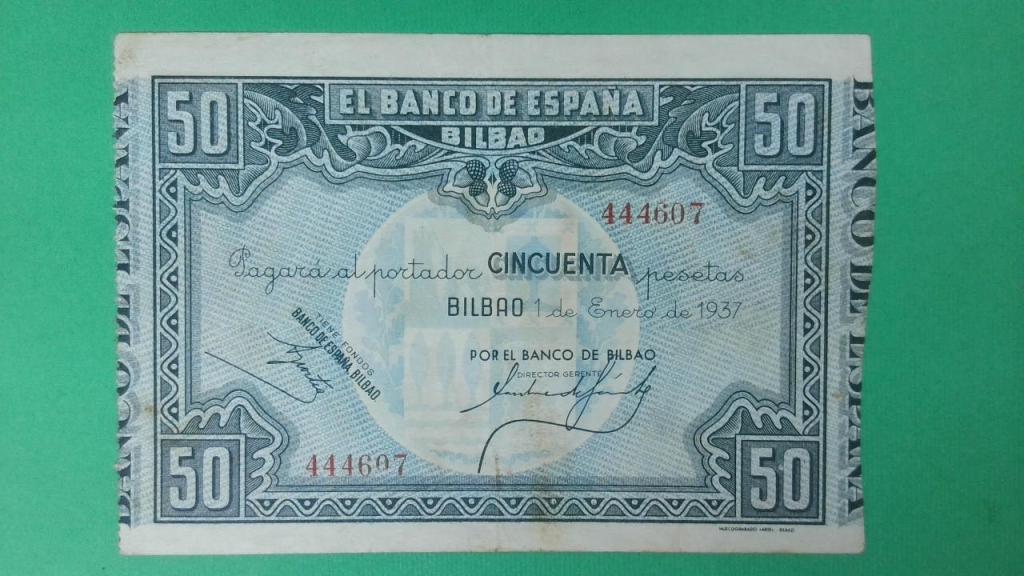 50
EL BANCO DE ESPAÑA
BILBAO
50
BANCO DE ESPAÑA
BANCO DE ESPAÑA
444607
Pagará al portador CINCUENTA pesetas
BILBAO 1 de Enero de 1937
TIENE FONDOS
BANCO DE ESPAÑA BILBAO
POR EL BANCO DE BILBAO
DIRECTOR GERENTE
444607
50
50
BILBAO